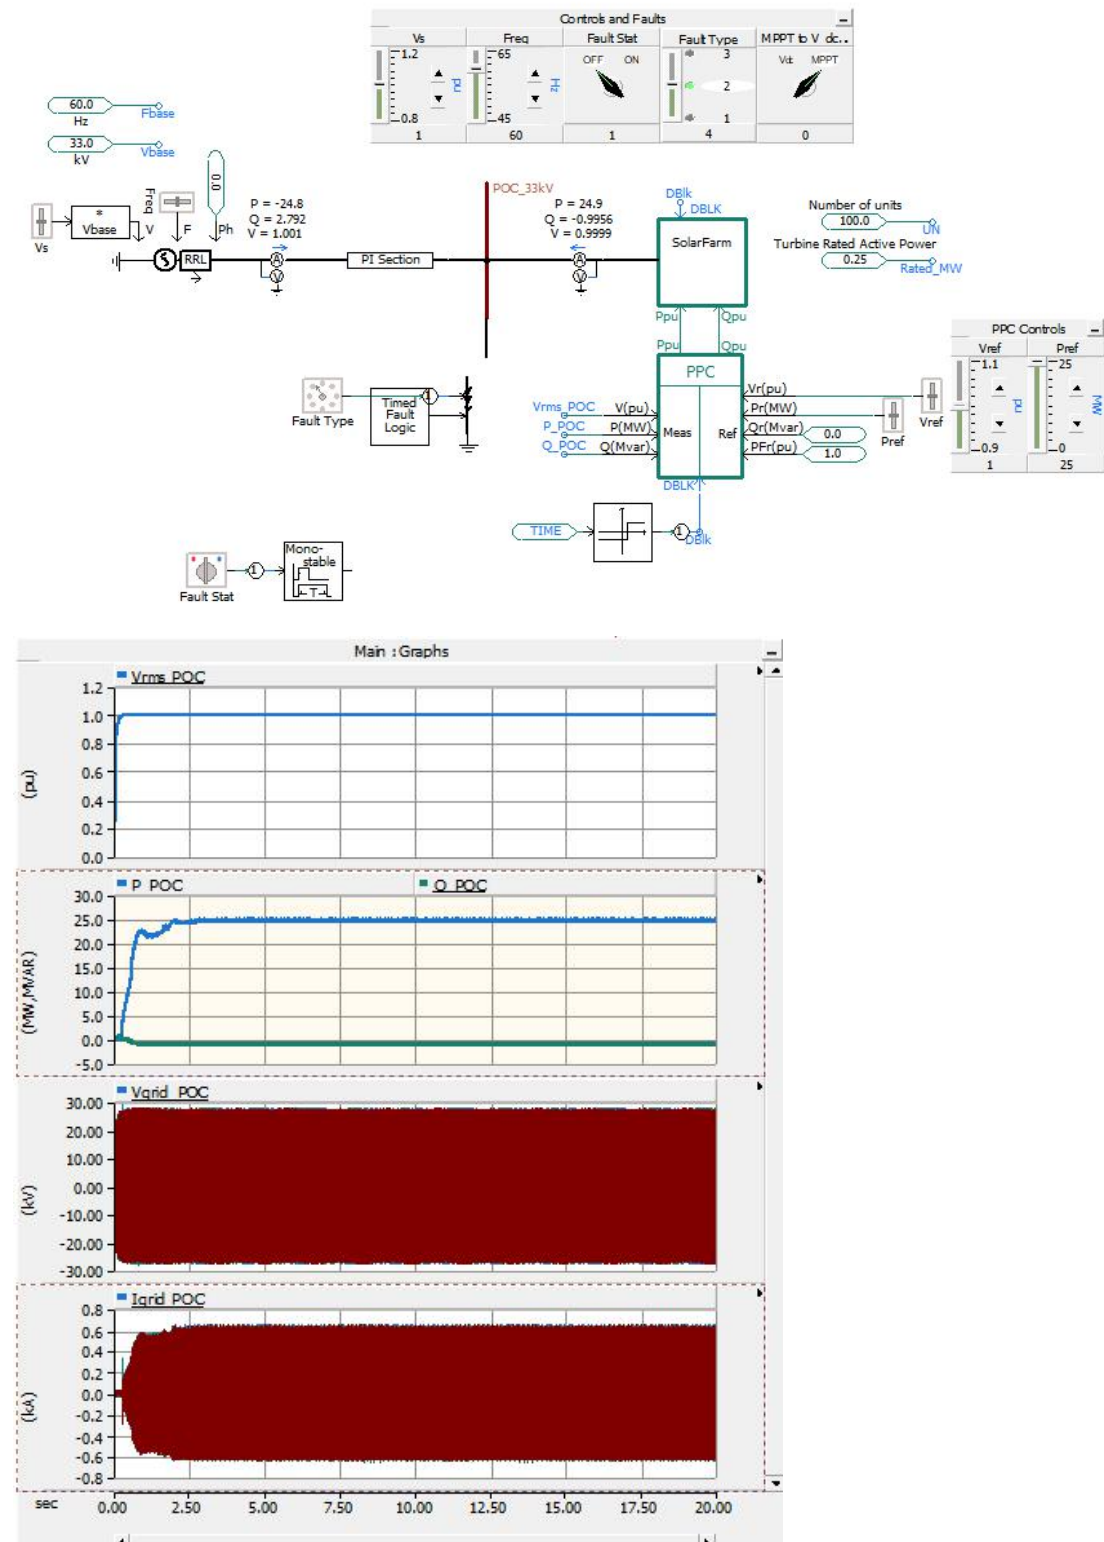 Controls and Faults
Vs Freq Fault Stat Fault Type MPPT to V dc..
1.2 65 OFF ON 3 Vdc MPPT
pu Hz 2
0.8 45 1
1 60 1 4 0
60.0
Hz
Fbase
33.0
kV
Vbase
Vs
*
Vbase
V
Freq
F
0.0
Ph
RRL
P = -24.8
Q = 2.792
V = 1.001
A
V
PI Section
POC_33kV
P = 24.9
Q = -0.9956
V = 0.9999
A
V
DBlk
DBLK
SolarFarm
Ppu Qpu
Ppu Qpu
Number of units
100.0
UN
Turbine Rated Active Power
0.25
Rated_MW
PPC Controls
Vref Pref
1.1 25
pu MW
0.9 0
1 25
PPC
Vrms_POC V(pu)
P_POC P(MW)
Q_POC Q(Mvar)
Meas Ref
Vr(pu)
Pr(MW)
Qr(Mvar) 0.0
PFr(pu) 1.0
Pref
Vref
DBLK
TIME
1
DBlk
Fault Type
Timed
Fault
Logic
1
Fault Stat
1
Mono-
stable
T
Main : Graphs
Vrms_POC
1.2
1.0
0.8
0.6
0.4
0.2
0.0
(pu)
P_POC Q_POC
30.0
25.0
20.0
15.0
10.0
5.0
0.0
-5.0
(MW,MVAR)
Vgrid_POC
30.00
20.00
10.00
0.00
-10.00
-20.00
-30.00
(kV)
Igrid_POC
0.8
0.6
0.4
0.2
0.0
-0.2
-0.4
-0.6
-0.8
(kA)
sec 0.00 2.50 5.00 7.50 10.00 12.50 15.00 17.50 20.00